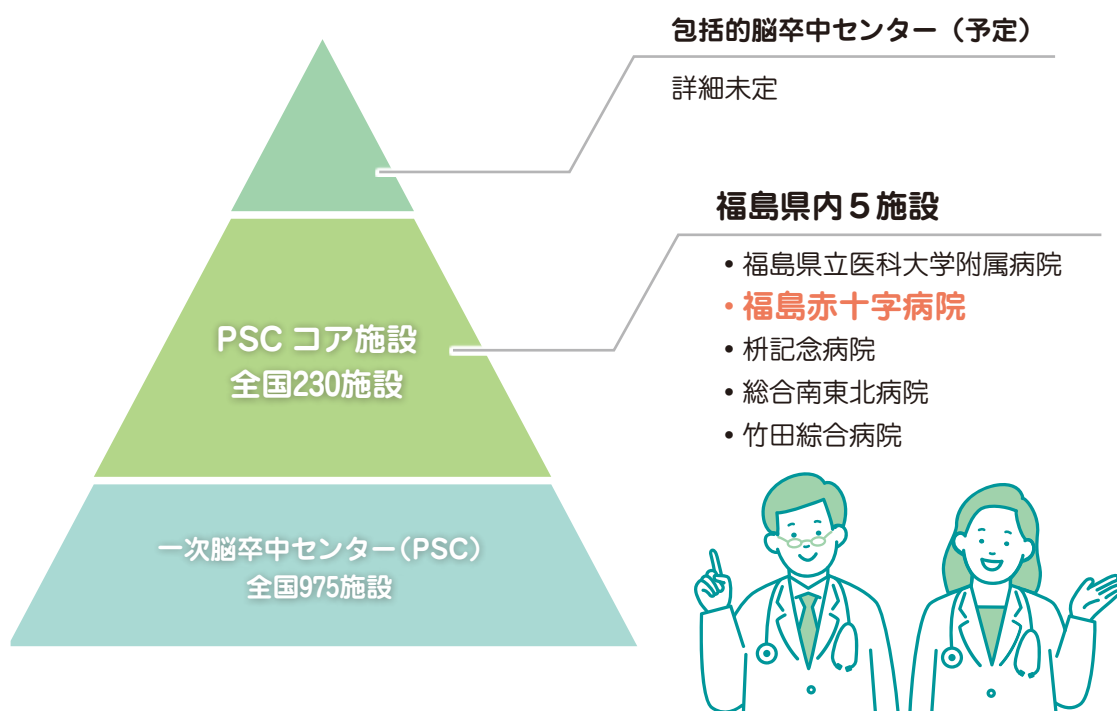 包括的脳卒中センター（予定）
詳細未定
福島県内５施設
• 福島県立医科大学附属病院
• 福島赤十字病院
• 枡記念病院
• 総合南東北病院
• 竹田綜合病院
PSC コア施設
全国230施設
一次脳卒中センター（PSC）
全国975施設